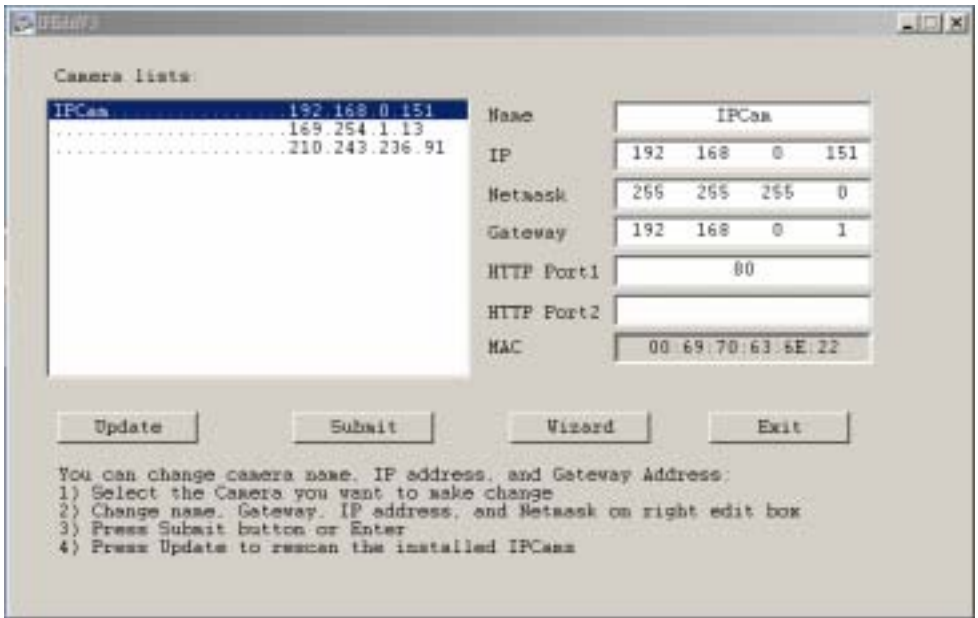 Camera lists:
IPCam...................192.168.0.151
......................169.254.1.13
......................210.243.236.91
Name IPCam
IP 192 168 0 151
Netmask 255 255 255 0
Gateway 192 168 0 1
HTTP Port1 80
HTTP Port2
MAC 00:69:70:63:6E:22
Update Submit Wizard Exit
You can change camera name, IP address, and Gateway Address:
1) Select the Camera you want to make change
2) Change name, Gateway, IP address, and Netmask on right edit box
3) Press Submit button or Enter
4) Press Update to rescan the installed IPCams